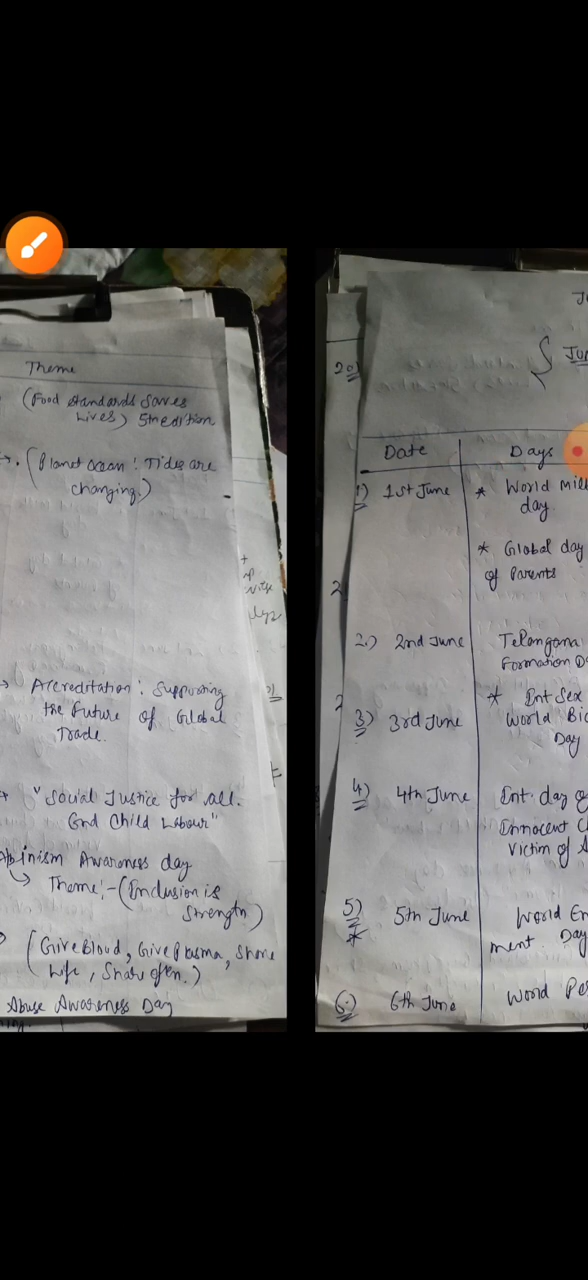 Theme
(Food standards saves
Lives) 5th edition
(Planet Ocean: Tides are
changing.)
Accreditation: Supporting
the Future of Global
Trade.
"Social Justice for all.
End Child Labour"
Albinism Awareness day
Theme:-(Inclusion is
Strength)
(Give Blood, Give Plasma, Share
Life, Share often.)
Abuse Awareness Day
20)
Date Days
1) 1st June * World Milk
day.
* Global day
of Parents
2.) 2nd June Telangana
Formation D
* Int Sex
3) 3rd June World Bic
Day
4) 4th June Int. day o
Innocent C
Victim of A
5) 5th June World En
* ment. Day
6.) 6th June World Pe